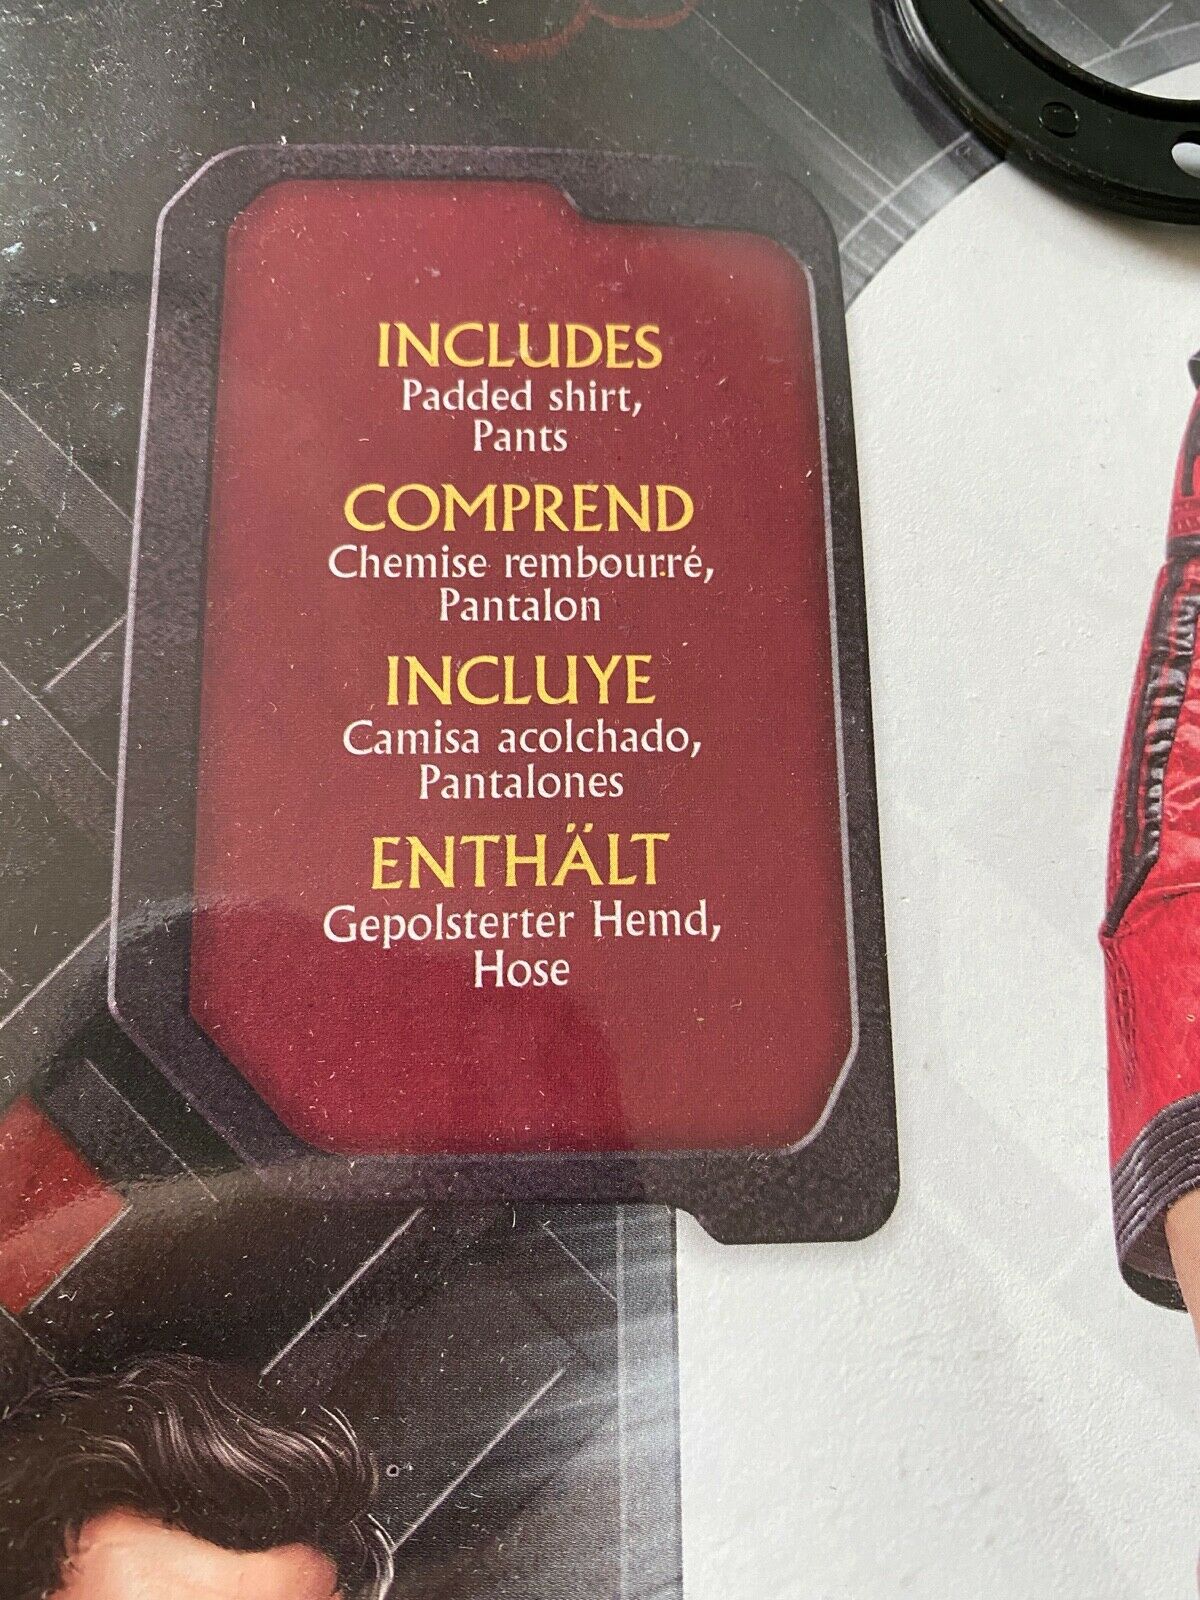 INCLUDES
Padded shirt,
Pants
COMPREND
Chemise rembourré,
Pantalon
INCLUYE
Camisa acolchado,
Pantalones
ENTHÄLT
Gepolsterter Hemd,
Hose